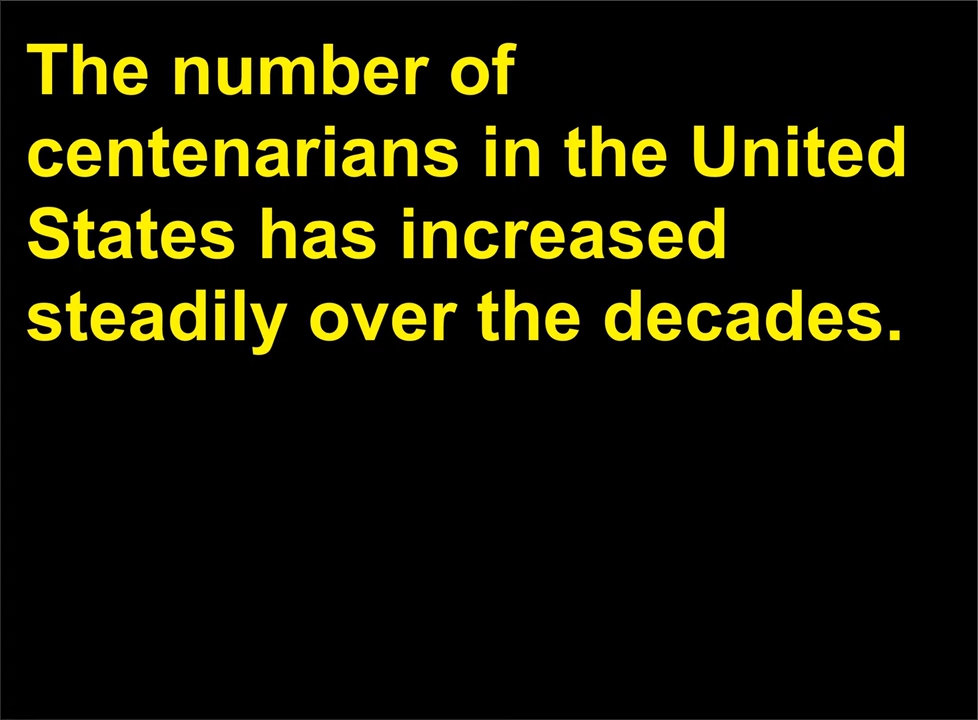 The number of
centenarians in the United
States has increased
steadily over the decades.